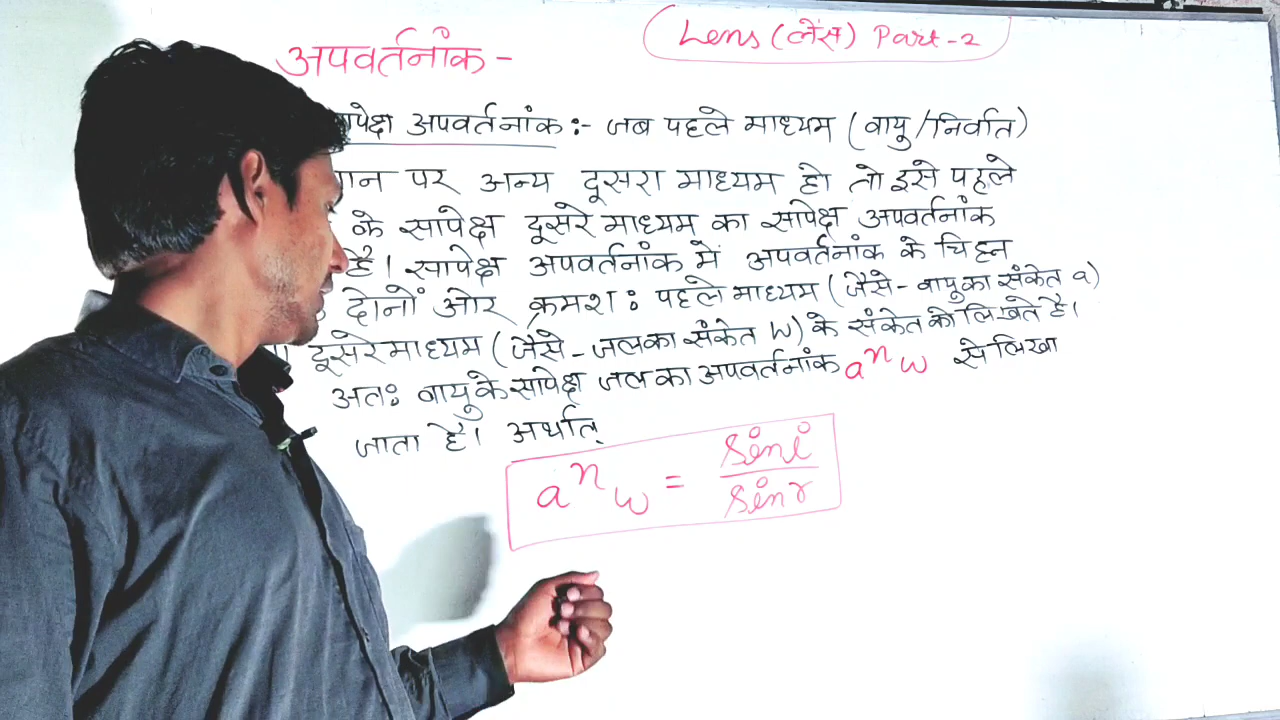 Lens (लेंस) Part-2
अपवर्तनांक -
सापेक्ष अपवर्तनांक :- जब पहले माध्यम (वायु/निर्वात)
पर अन्य दूसरा माध्यम हो तो इसे पहले
के सापेक्ष दूसरे माध्यम का सापेक्ष अपवर्तनांक
है। सापेक्ष अपवर्तनांक में अपवर्तनांक के चिह्न
दोनों ओर क्रमश: पहले माध्यम (जैसे - वायु का संकेत a)
दूसरे माध्यम (जैसे - जल का संकेत w) के संकेत को लिखते है।
अतः वायु के सापेक्ष जल का अपवर्तनांक a n w से लिखा
जाता है। अर्थात्
a n w = sin i / sin r